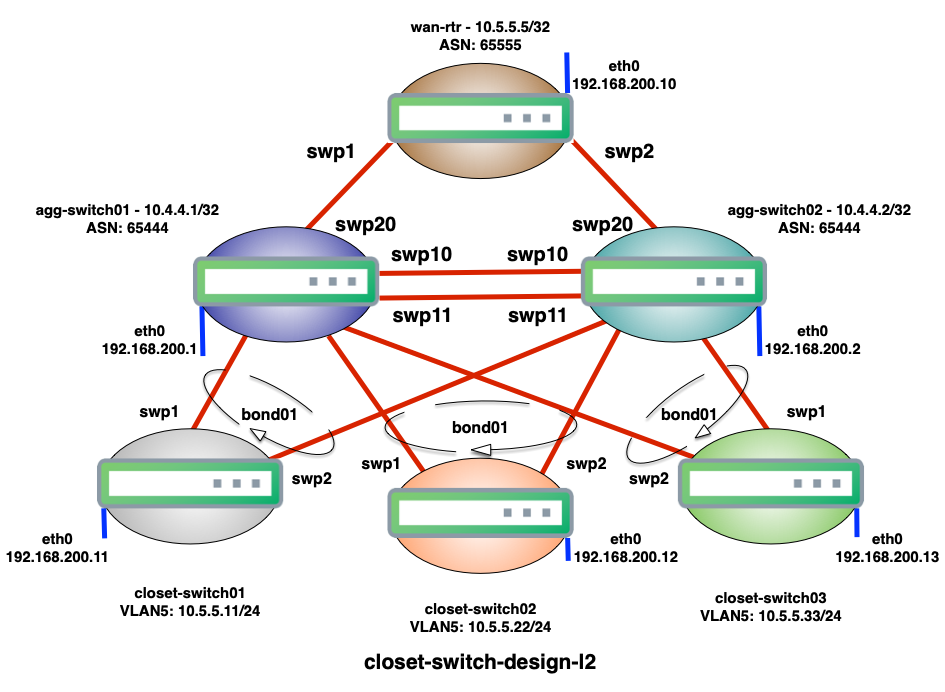 wan-rtr - 10.5.5.5/32
ASN: 65555
eth0
192.168.200.10
swp1
swp2
agg-switch01 - 10.4.4.1/32
ASN: 65444
agg-switch02 - 10.4.4.2/32
ASN: 65444
swp20
swp20
swp10
swp10
swp11
swp11
eth0
192.168.200.1
eth0
192.168.200.2
swp1
bond01
bond01
bond01
swp1
swp2
swp1
swp2
swp2
eth0
192.168.200.11
eth0
192.168.200.12
eth0
192.168.200.13
closet-switch01
VLAN5: 10.5.5.11/24
closet-switch02
VLAN5: 10.5.5.22/24
closet-switch03
VLAN5: 10.5.5.33/24
closet-switch-design-l2